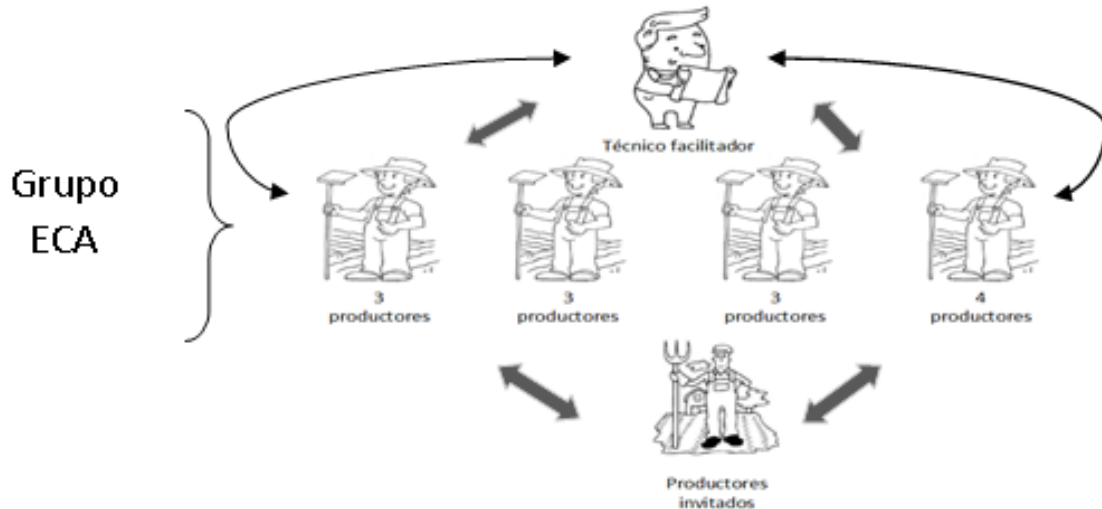 Técnico facilitador
Grupo
ECA
3
productores
3
productores
3
productores
4
productores
Productores
invitados